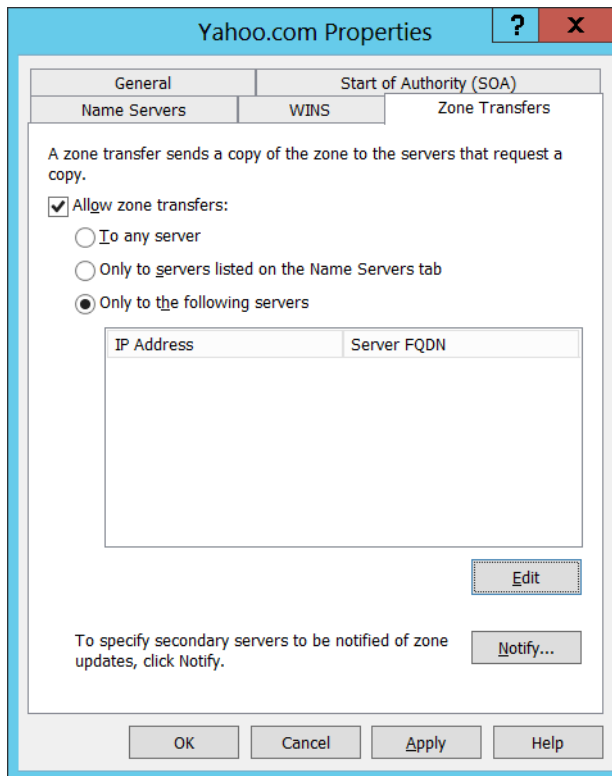 Yahoo.com Properties
?
X
General
Start of Authority (SOA)
Name Servers
WINS
Zone Transfers
A zone transfer sends a copy of the zone to the servers that request a
copy.
Allow zone transfers:
To any server
Only to servers listed on the Name Servers tab
Only to the following servers
IP Address
Server FQDN
Edit
To specify secondary servers to be notified of zone
updates, click Notify.
Notify...
OK
Cancel
Apply
Help